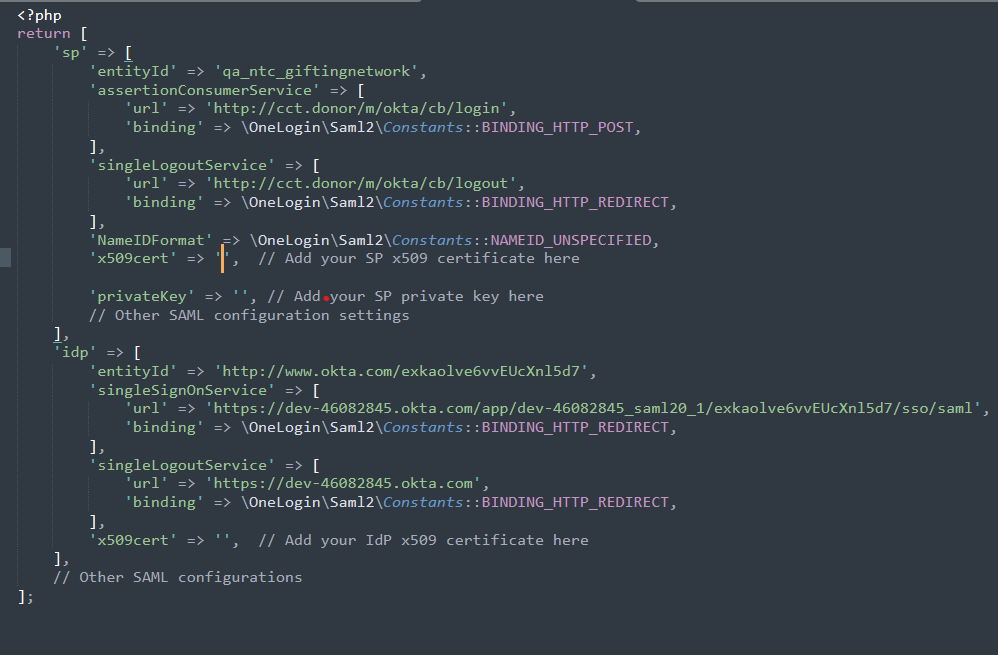 <?php
return [
    'sp' => [
        'entityId' => 'qa_ntc_giftingnetwork',
        'assertionConsumerService' => [
            'url' => 'http://cct.donor/m/okta/cb/login',
            'binding' => \OneLogin\Saml2\Constants::BINDING_HTTP_POST,
        ],
        'singleLogoutService' => [
            'url' => 'http://cct.donor/m/okta/cb/logout',
            'binding' => \OneLogin\Saml2\Constants::BINDING_HTTP_REDIRECT,
        ],
        'NameIDFormat' => \OneLogin\Saml2\Constants::NAMEID_UNSPECIFIED,
        'x509cert' => '',  // Add your SP x509 certificate here
        'privateKey' => '', // Add your SP private key here
        // Other SAML configuration settings
    ],
    'idp' => [
        'entityId' => 'http://www.okta.com/exkaolve6vvEUcXnl5d7',
        'singleSignOnService' => [
            'url' => 'https://dev-46082845.okta.com/app/dev-46082845_saml20_1/exkaolve6vvEUcXnl5d7/sso/saml',
            'binding' => \OneLogin\Saml2\Constants::BINDING_HTTP_REDIRECT,
        ],
        'singleLogoutService' => [
            'url' => 'https://dev-46082845.okta.com',
            'binding' => \OneLogin\Saml2\Constants::BINDING_HTTP_REDIRECT,
        ],
        'x509cert' => '',  // Add your IdP x509 certificate here
    ],
    // Other SAML configurations
];